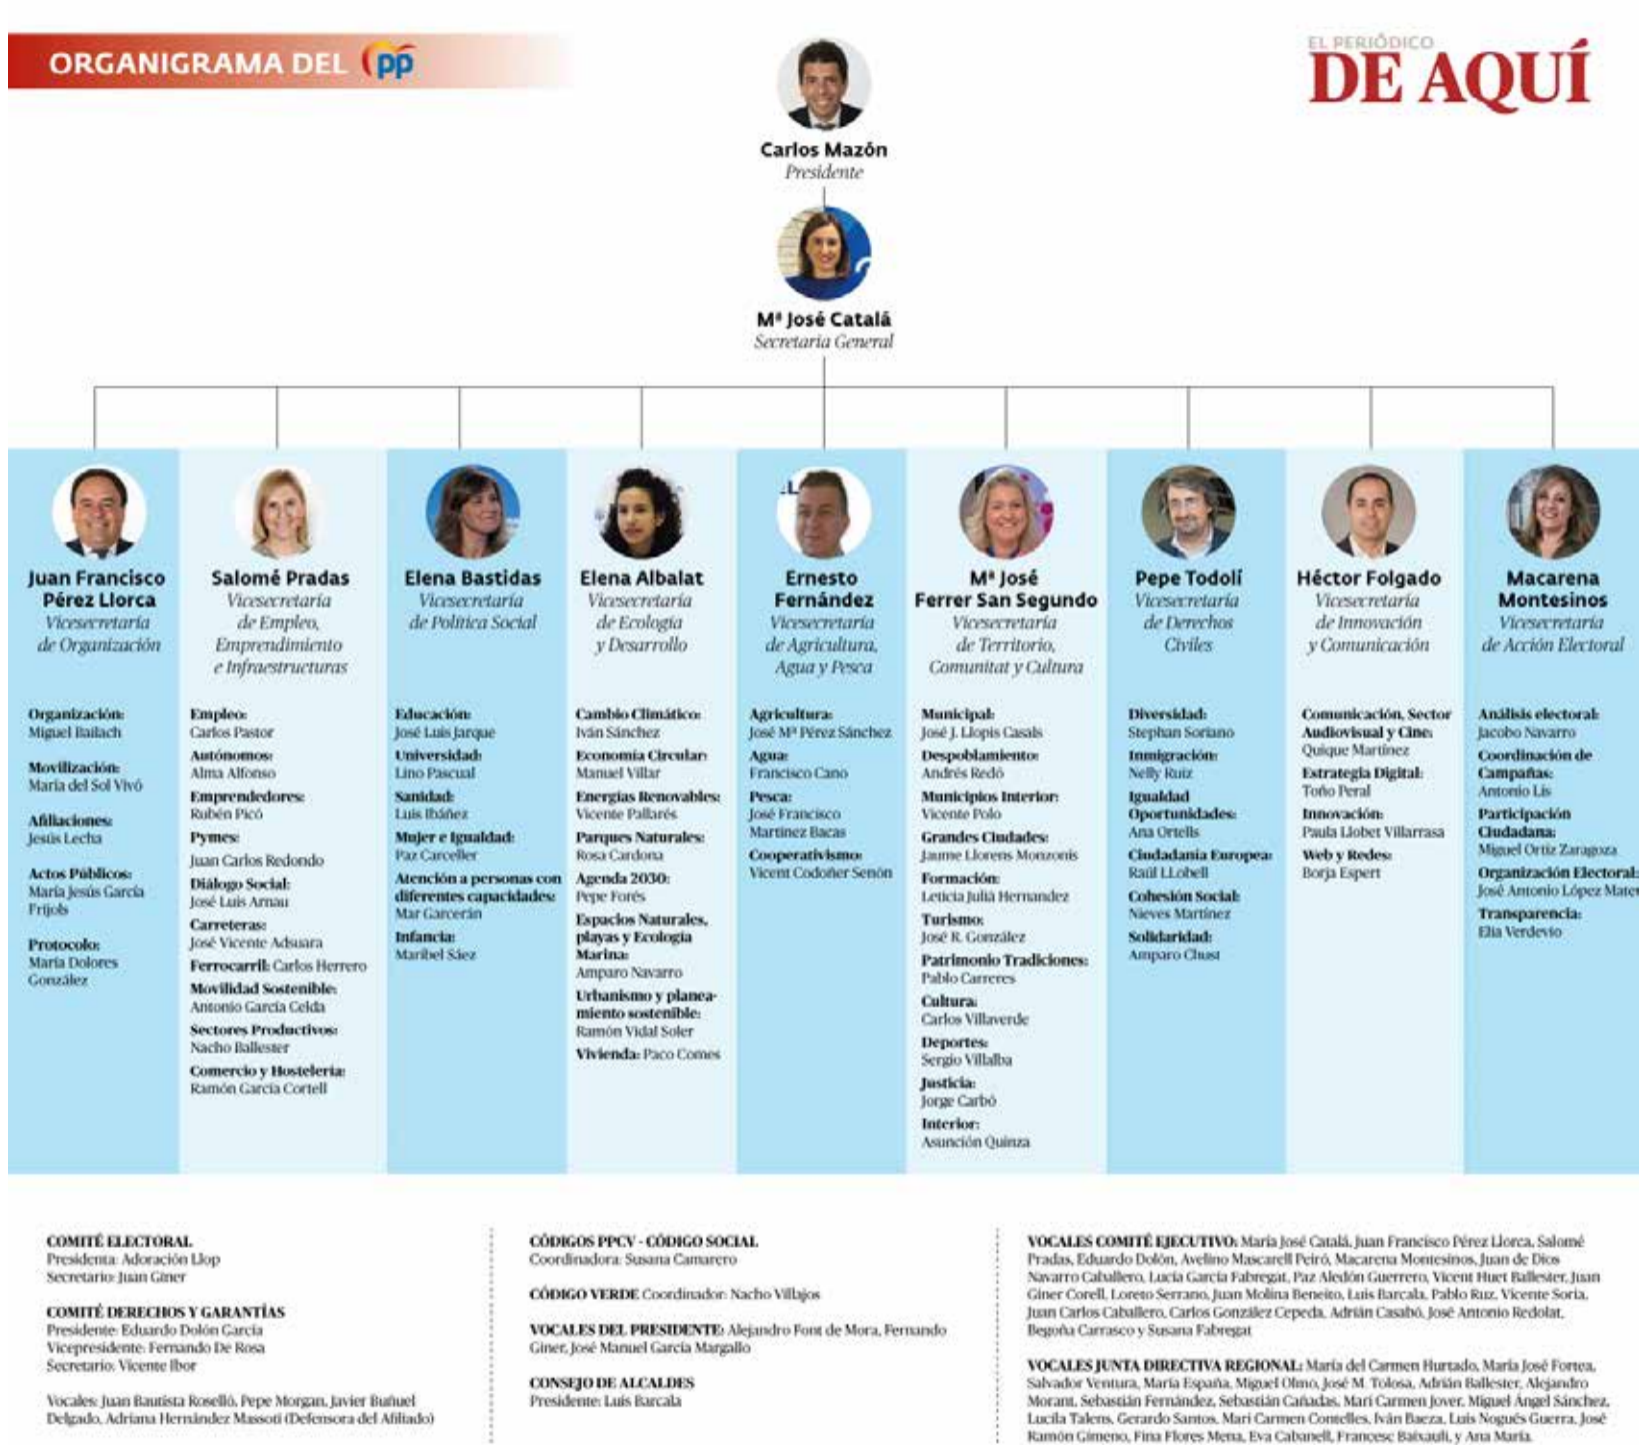 ORGANIGRAMA DEL PP
EL PERIÓDICO
DE AQUÍ
Carlos Mazón
Presidente
Mª José Catalá
Secretaria General
Juan Francisco
Pérez Llorca
Vicesecretaría
de Organización
Organización:
Miguel Bailach
Movilización:
María del Sol Vivó
Afiliaciones:
Jesús Lecha
Actos Públicos:
María Jesús García
Frijols
Protocolo:
María Dolores
González
Salomé Pradas
Vicesecretaría
de Empleo,
Emprendimiento
e Infraestructuras
Empleo:
Carlos Pastor
Autónomos:
Alma Alfonso
Emprendedores:
Rubén Picó
Pymes:
Juan Carlos Redondo
Diálogo Social:
José Luis Arnau
Carreteras:
José Vicente Adsuara
Ferrocarril: Carlos Herrero
Movilidad Sostenible:
Antonio García Celda
Sectores Productivos:
Nacho Ballester
Comercio y Hostelería:
Ramón García Cortell
Elena Bastidas
Vicesecretaría
de Política Social
Educación:
José Luis Jarque
Universidad:
Lino Pascual
Sanidad:
Luis Ibáñez
Mujer e Igualdad:
Paz Carceller
Atención a personas con
diferentes capacidades:
Mar Garcerán
Infancia:
Maribel Sáez
Elena Albalat
Vicesecretaría
de Ecología
y Desarrollo
Cambio Climático:
Iván Sánchez
Economía Circular:
Manuel Villar
Energías Renovables:
Vicente Pallarés
Parques Naturales:
Rosa Cardona
Agenda 2030:
Pepe Forés
Espacios Naturales,
playas y Ecología
Marina:
Amparo Navarro
Urbanismo y planea-
miento sostenible:
Ramón Vidal Soler
Vivienda: Paco Comes
Ernesto
Fernández
Vicesecretaría
de Agricultura,
Agua y Pesca
Agricultura:
José Mª Pérez Sánchez
Agua:
Francisco Cano
Pesca:
José Francisco
Martínez Bacas
Cooperativismo:
Vicent Codoñer Senón
Mª José
Ferrer San Segundo
Vicesecretaría
de Territorio,
Comunitat y Cultura
Municipal:
José J. Llopis Casals
Despoblamiento:
Andrés Redó
Municipios Interior:
Vicente Polo
Grandes Ciudades:
Jaume Llorens Monzonís
Formación:
Leticia Julià Hernandez
Turismo:
José R. González
Patrimonio Tradiciones:
Pablo Carreres
Cultura:
Carlos Villaverde
Deportes:
Sergio Villalba
Justicia:
Jorge Carbó
Interior:
Asunción Quinza
Pepe Todolí
Vicesecretaría
de Derechos
Civiles
Diversidad:
Stephan Soriano
Inmigración:
Nelly Ruiz
Igualdad
Oportunidades:
Ana Ortells
Ciudadanía Europea:
Raül LLobell
Cohesión Social:
Nieves Martínez
Solidaridad:
Amparo Chust
Héctor Folgado
Vicesecretaría
de Innovación
y Comunicación
Comunicación, Sector
Audiovisual y Cine:
Quique Martínez
Estrategia Digital:
Toño Peral
Innovación:
Paula Llobet Villarrasa
Web y Redes:
Borja Espert
Macarena
Montesinos
Vicesecretaría
de Acción Electoral
Análisis electoral:
Jacobo Navarro
Coordinación de
Campañas:
Antonio Lis
Participación
Ciudadana:
Miguel Ortiz Zaragoza
Organización Electoral:
José Antonio López
Transparencia:
Elia Verdevío
COMITÉ ELECTORAL
Presidenta: Adoración Llop
Secretario: Juan Giner
COMITÉ DERECHOS Y GARANTÍAS
Presidente: Eduardo Dolón García
Vicepresidente: Fernando De Rosa
Secretario: Vicente Ibor
Vocales: Juan Bautista Roselló, Pepe Morgan, Javier Buñuel
Delgado, Adriana Hernández Massoti (Defensora del Afiliado)
CÓDIGOS PPCV - CÓDIGO SOCIAL
Coordinadora: Susana Camarero
CÓDIGO VERDE Coordinador: Nacho Villajos
VOCALES DEL PRESIDENTE: Alejandro Font de Mora, Fernando
Giner, José Manuel García Margallo
CONSEJO DE ALCALDES
Presidente: Luis Barcala
VOCALES COMITÉ EJECUTIVO: María José Catalá, Juan Francisco Pérez Llorca, Salomé
Pradas, Eduardo Dolón, Avelino Mascarell Peiró, Macarena Montesinos, Juan de Dios
Navarro Caballero, Lucía García Fabregat, Paz Aledón Guerrero, Vicent Huet Ballester, Juan
Giner Corell, Loreto Serrano, Juan Molina Beneito, Luis Barcala, Pablo Ruz, Vicente Soria,
Juan Carlos Caballero, Carlos González Cepeda, Adrián Casabó, José Antonio Redolat,
Begoña Carrasco y Susana Fabregat
VOCALES JUNTA DIRECTIVA REGIONAL: María del Carmen Hurtado, María José Fortea,
Salvador Ventura, María España, Miguel Olmo, José M. Tolosa, Adrián Ballester, Alejandro
Morant, Sebastián Fernández, Sebastián Cañadas, Mari Carmen Jover, Miguel Ángel Sánchez,
Lucila Talens, Gerardo Santos, Mari Carmen Contelles, Iván Baeza, Luis Nogués Guerra, José
Ramón Gimeno, Fina Flores Mena, Eva Cabanell, Francesc Baixauli, y Ana María.